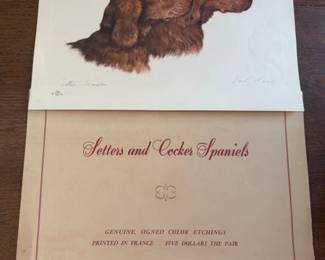 Setters and Cocker Spaniels
GENUINE, SIGNED COLOR ETCHINGS
PRINTED IN FRANCE · FIVE DOLLARS THE PAIR